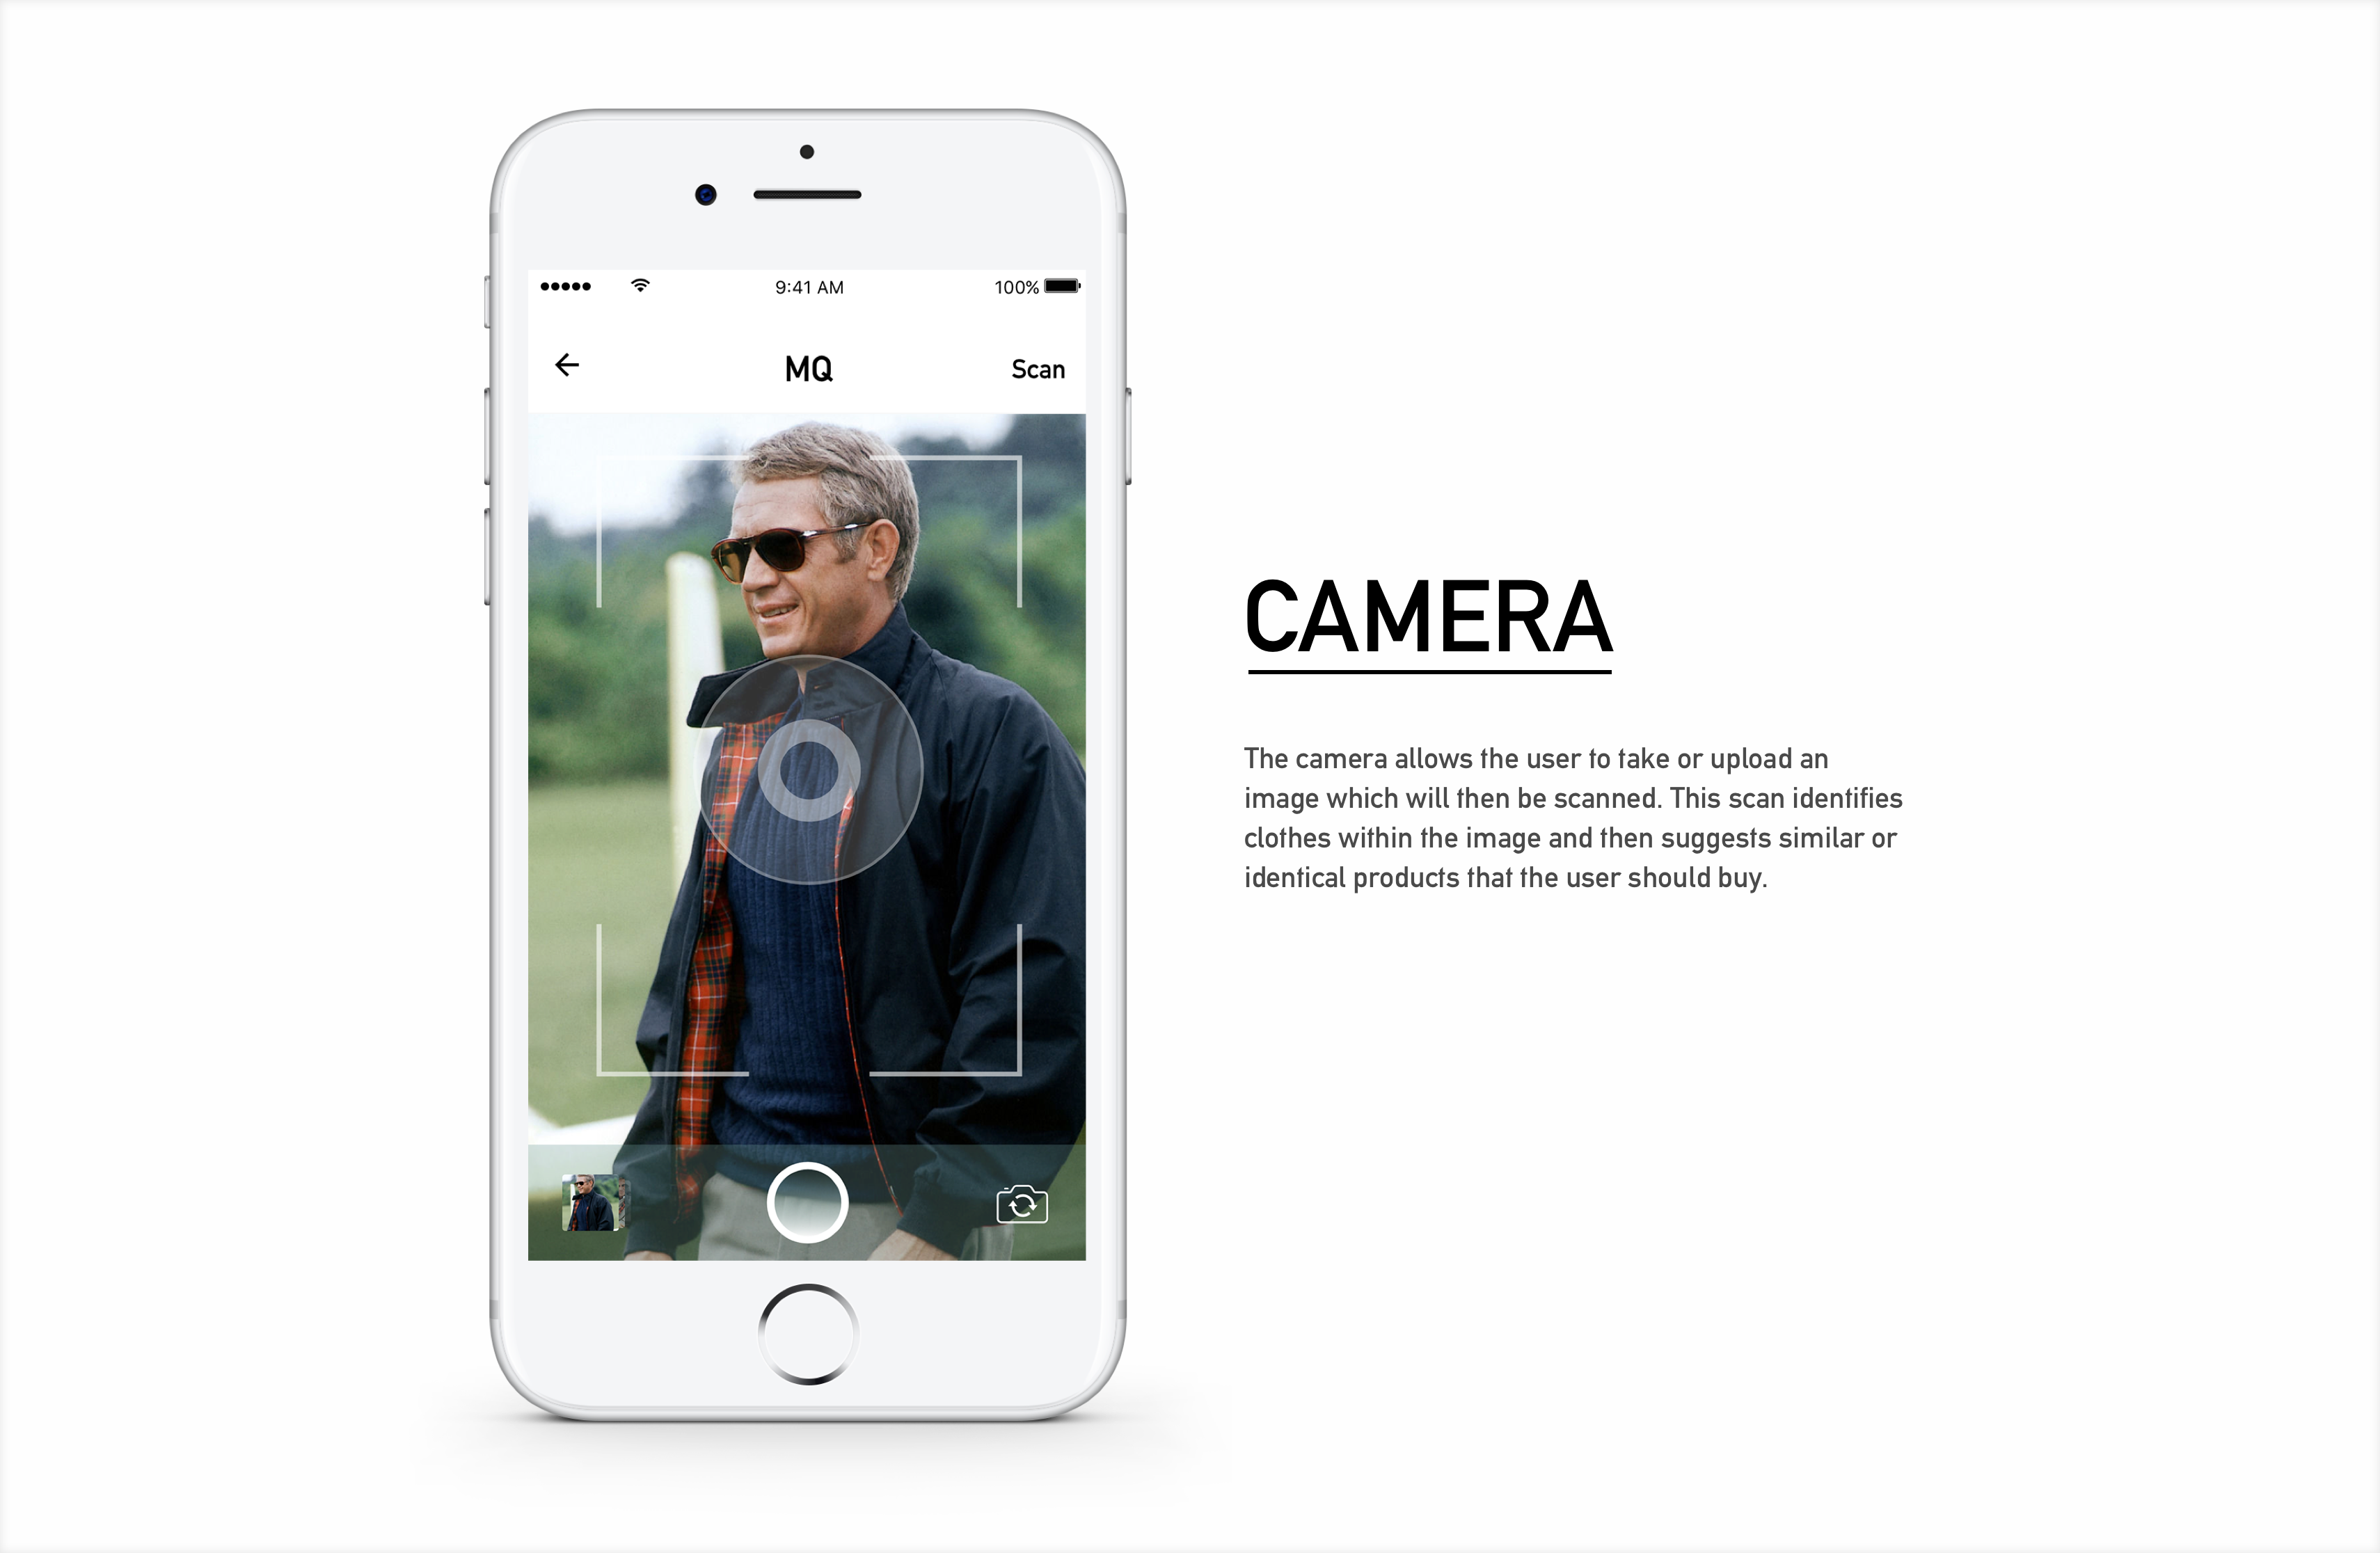 9:41 AM
100%
MQ
Scan
CAMERA
The camera allows the user to take or upload an
image which will then be scanned. This scan identifies
clothes within the image and then suggests similar or
identical products that the user should buy.